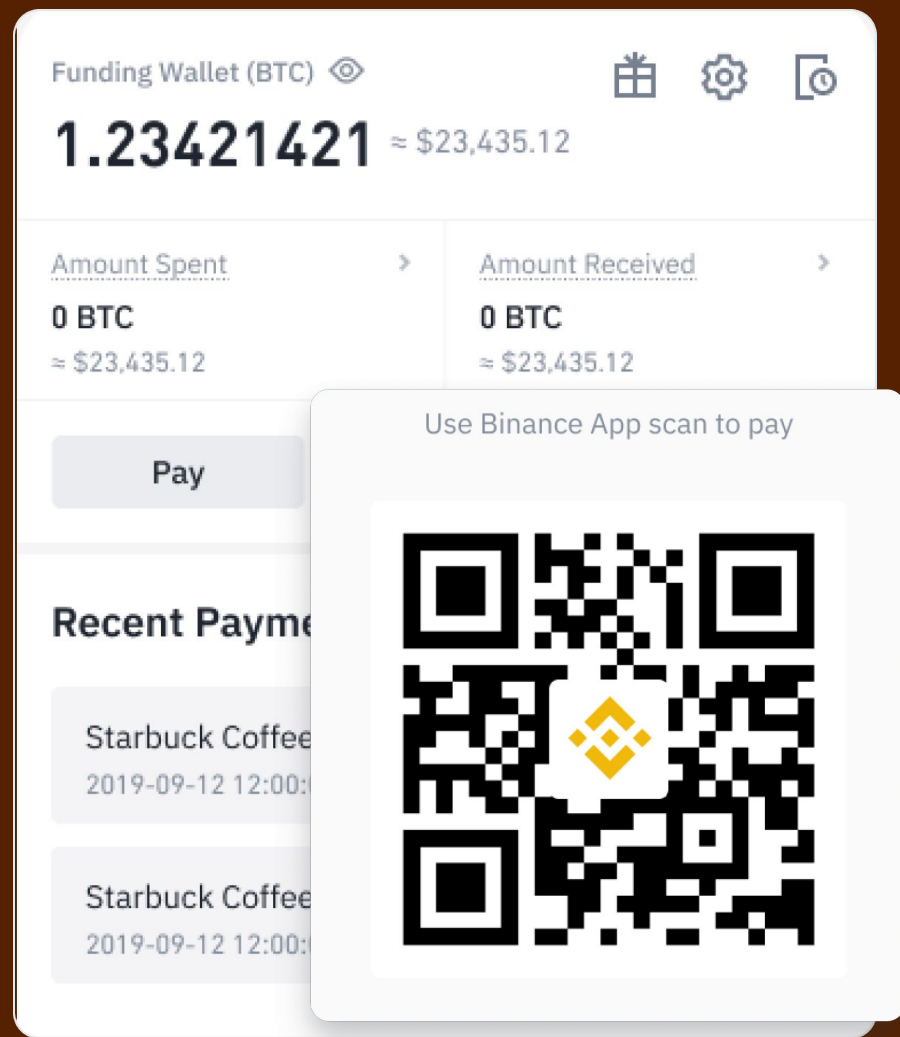 Funding Wallet (BTC)
1.23421421 ≈ $23,435.12
Amount Spent
0 BTC
≈ $23,435.12
Amount Received
0 BTC
≈ $23,435.12
Pay
Recent Payme
Starbuck Coffee
2019-09-12 12:00:
Starbuck Coffee
2019-09-12 12:00:
Use Binance App scan to pay